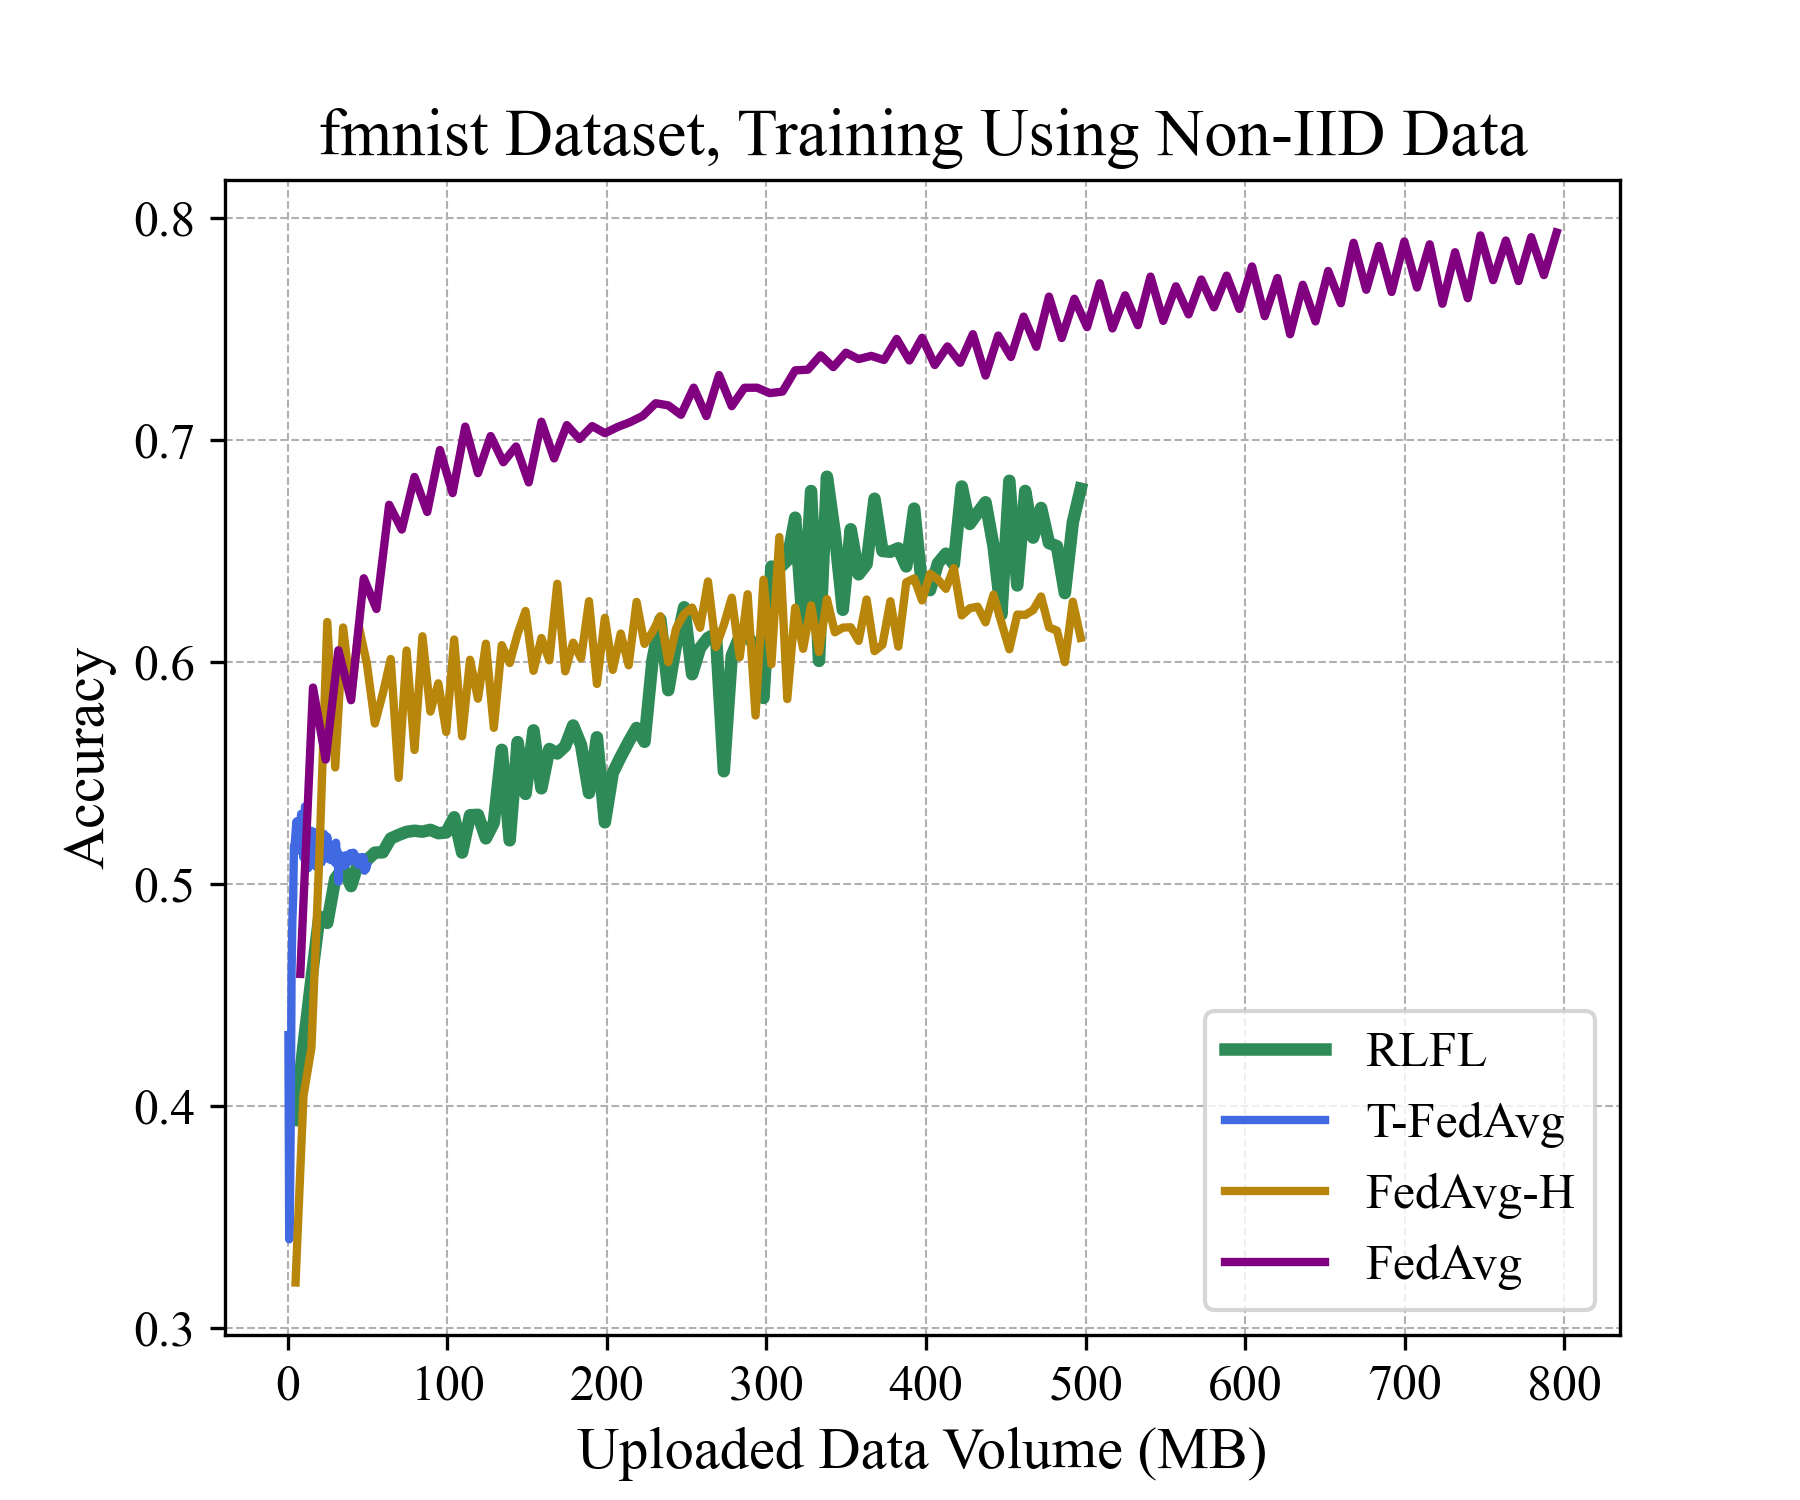 fmnist Dataset, Training Using Non-IID Data
Accuracy
0.8
0.7
0.6
0.5
0.4
0.3
0 100 200 300 400 500 600 700 800
Uploaded Data Volume (MB)
RLFL
T-FedAvg
FedAvg-H
FedAvg